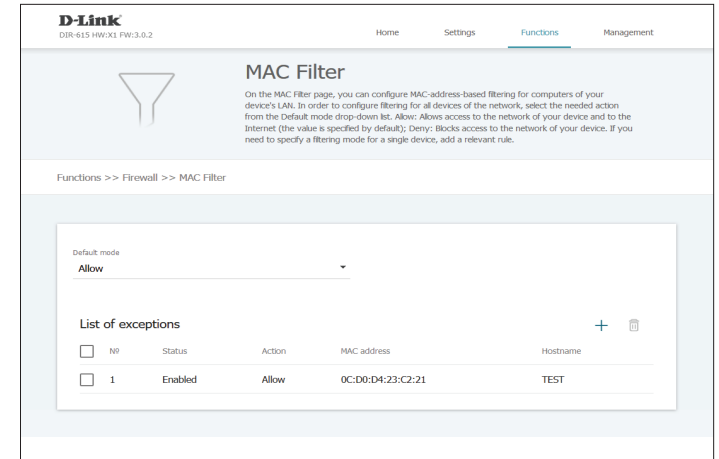 D-Link
DIR-615 HW:X1 FW:3.0.2
Home Settings Functions Management
MAC Filter
On the MAC Filter page, you can configure MAC-address-based filtering for computers of your
device's LAN. In order to configure filtering for all devices of the network, select the needed action
from the Default mode drop-down list. Allow: Allows access to the network of your device and to the
Internet (the value is specified by default); Deny: Blocks access to the network of your device. If you
need to specify a filtering mode for a single device, add a relevant rule.
Functions >> Firewall >> MAC Filter
Default mode
Allow
List of exceptions
№ Status Action MAC address Hostname
1 Enabled Allow 0C:D0:D4:23:C2:21 TEST